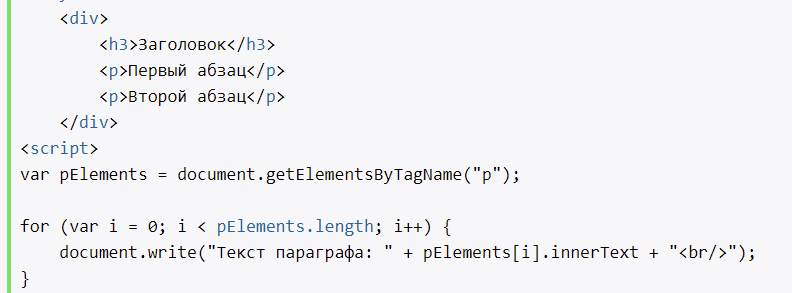 <div>
<h3>Заголовок</h3>
<p>Первый абзац</p>
<p>Второй абзац</p>
</div>
<script>
var pElements = document.getElementsByTagName("p");
for (var i = 0; i < pElements.length; i++) {
document.write("Текст параграфа: " + pElements[i].innerText + "<br/>");
}